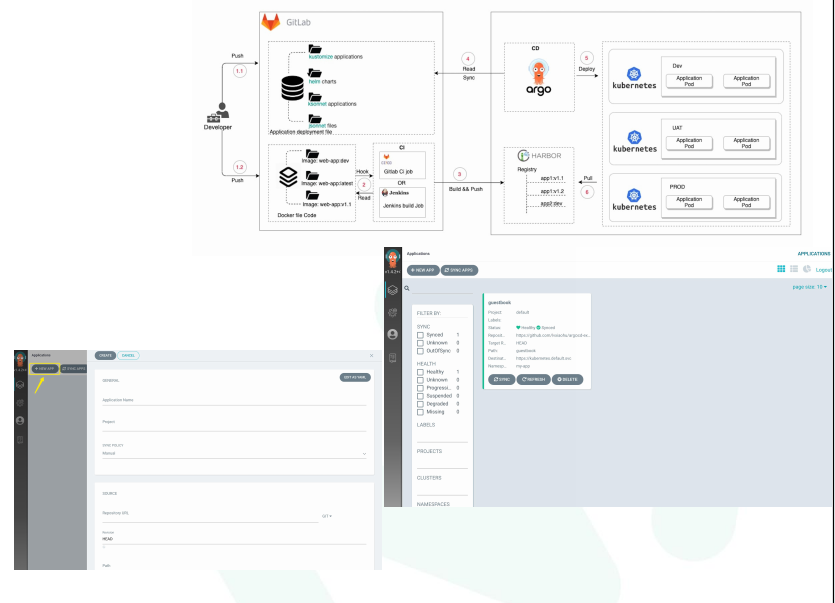 GitLab
Push
1.1
kustomize applications
helm charts
ksonnet applications
jsonnet files
Application deployment file
Developer
1.2
Push
Image: web-app:dev
Image: web-app:latest
Image: web-app:v1.1
Docker file Code
Hook
2
Read
CI
Gitlab Ci job
OR
Jenkins
Jenkins build Job
3
Build && Push
4
Read
Sync
CD
argo
5
Deploy
HARBOR
Registry
app1:v1.1
app1:v1.2
app2:dev
Pull
6
kubernetes
Dev
Application
Pod
Application
Pod
kubernetes
UAT
Application
Pod
Application
Pod
kubernetes
PROD
Application
Pod
Application
Pod
Applications
APPLICATIONS
+ NEW APP
SYNC APPS
Logout
page size: 10
FILTER BY:
SYNC
Synced 1
Unknown 0
OutOfSync 0
HEALTH
Healthy 1
Unknown 0
Progressi.. 0
Suspended 0
Degraded 0
Missing 0
LABELS
PROJECTS
CLUSTERS
NAMESPACES
guestbook
Project: default
Labels:
Status: Healthy Synced
Reposit...
Target R... HEAD
Path: guestbook
Destinat... https://kubernetes.default.svc
Namesp... my-app
SYNC
REFRESH
DELETE
Applications
+ NEW APP
SYNC APPS
CREATE
CANCEL
×
GENERAL
EDIT AS YAML
Application Name
Project
SYNC POLICY
Manual
SOURCE
Repository URL
GIT
Revision
HEAD
Path